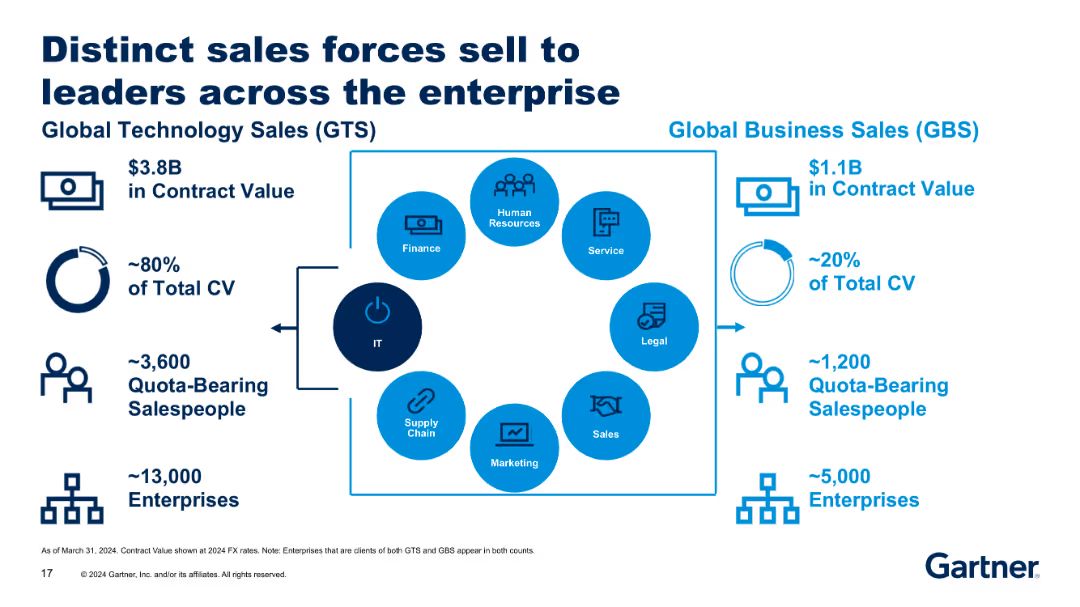 Distinct sales forces sell to
leaders across the enterprise
Global Technology Sales (GTS)
$3.8B
in Contract Value
~80%
of Total CV
~3,600
Quota-Bearing
Salespeople
~13,000
Enterprises
Human
Resources
Finance
Service
IT
Legal
Supply
Chain
Sales
Marketing
Global Business Sales (GBS)
$1.1B
in Contract Value
~20%
of Total CV
~1,200
Quota-Bearing
Salespeople
~5,000
Enterprises
As of March 31, 2024. Contract Value shown at 2024 FX rates. Note: Enterprises that are clients of both GTS and GBS appear in both counts.
17
© 2024 Gartner, Inc. and/or its affiliates. All rights reserved.
Gartner®